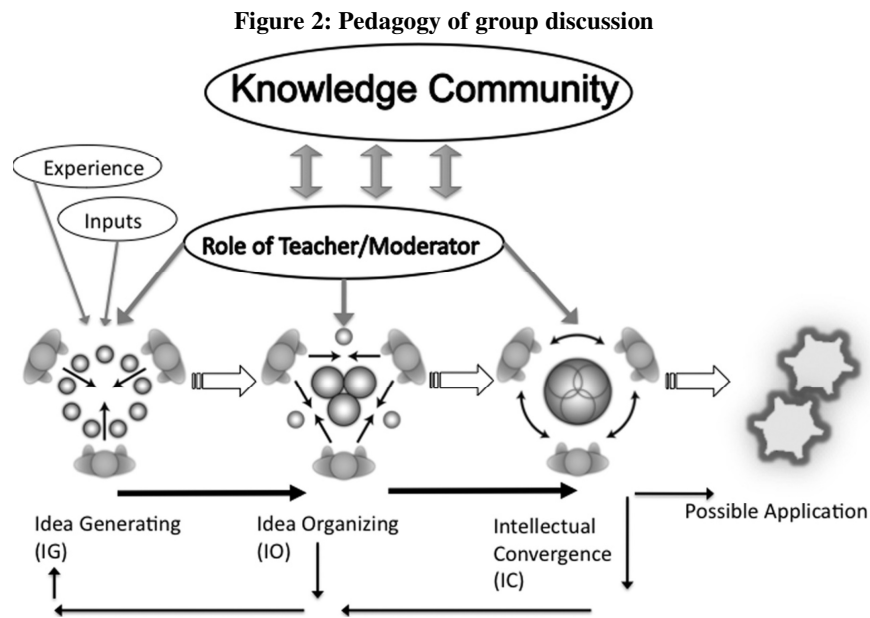 Figure 2: Pedagogy of group discussion
Knowledge Community
Experience
Inputs
Role of Teacher/Moderator
Idea Generating
(IG)
Idea Organizing
(IO)
Intellectual
Convergence
(IC)
Possible Application